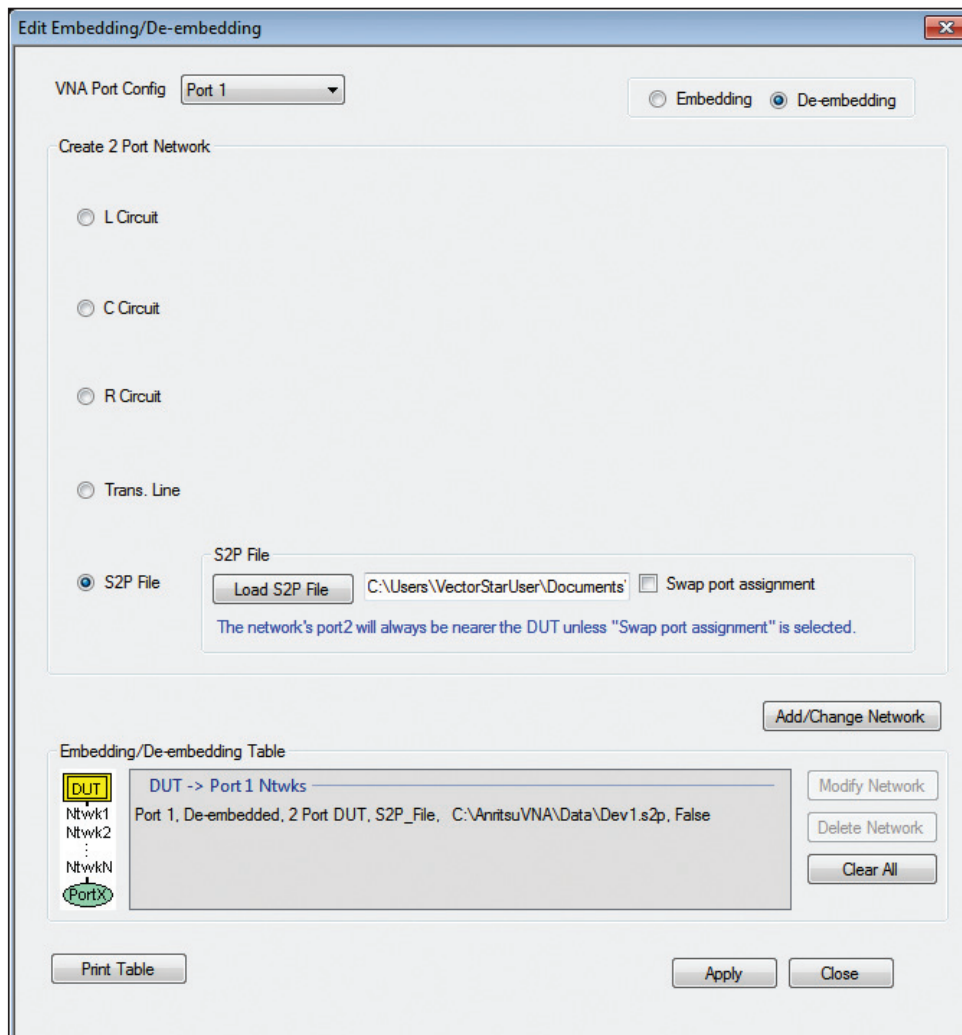 Edit Embedding/De-embedding
VNA Port Config Port 1
Embedding De-embedding
Create 2 Port Network
L Circuit
C Circuit
R Circuit
Trans. Line
S2P File
S2P File
Load S2P File C:\Users\VectorStarUser\Documents' Swap port assignment
The network's port2 will always be nearer the DUT unless "Swap port assignment" is selected.
Add/Change Network
Embedding/De-embedding Table
DUT
Ntwk1
Ntwk2
⋮
NtwkN
PortX
DUT -> Port 1 Ntwks
Port 1, De-embedded, 2 Port DUT, S2P_File, C:\AnritsuVNA\Data\Dev1.s2p, False
Modify Network
Delete Network
Clear All
Print Table
Apply
Close